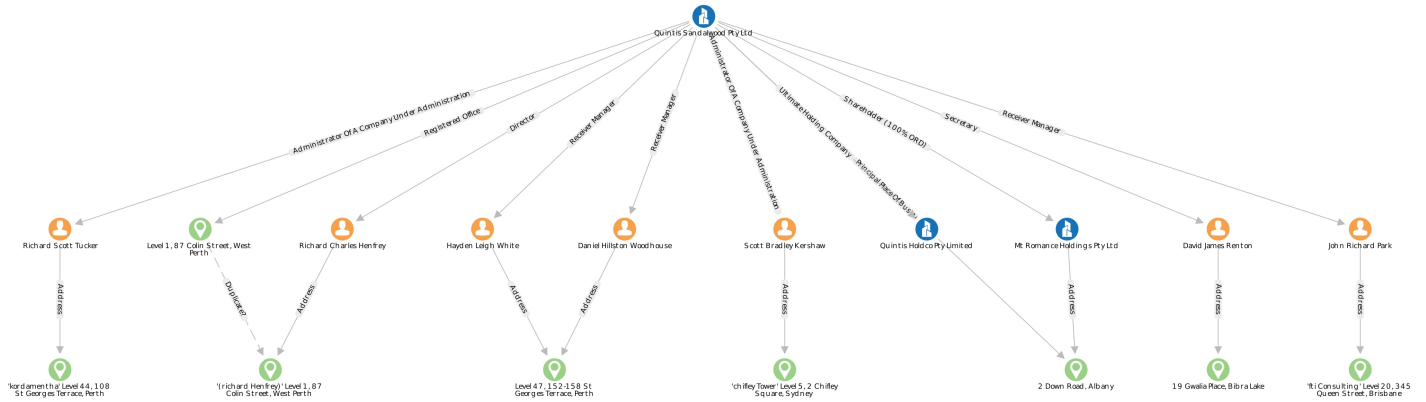 Quintis Sandalwood Pty Ltd
Administrator Of A Company Under Administration
Registered Office
Director
Receiver Manager
Receiver Manager
Administrator Of A Company Under Administration
Ultimate Holding Company
Principal Place Of Busi
Shareholder (100% ORD)
Secretary
Receiver Manager
Richard Scott Tucker
Level 1, 87 Colin Street, West
Perth
Richard Charles Henfrey
Hayden Leigh White
Daniel Hillston Woodhouse
Scott Bradley Kershaw
Quintis Holdco Pty Limited
Mt Romance Holdings Pty Ltd
David James Renton
John Richard Park
Address
Duplicate?
Address
Address
Address
Address
Address
Address
Address
'kordamentha' Level 44, 108
St Georges Terrace, Perth
'(richard Henfrey)' Level 1, 87
Colin Street, West Perth
Level 47, 152-158 St
Georges Terrace, Perth
'chifley Tower' Level 5, 2 Chifley
Square, Sydney
2 Down Road, Albany
19 Gwalia Place, Bibra Lake
'fti Consulting' Level 20, 345
Queen Street, Brisbane